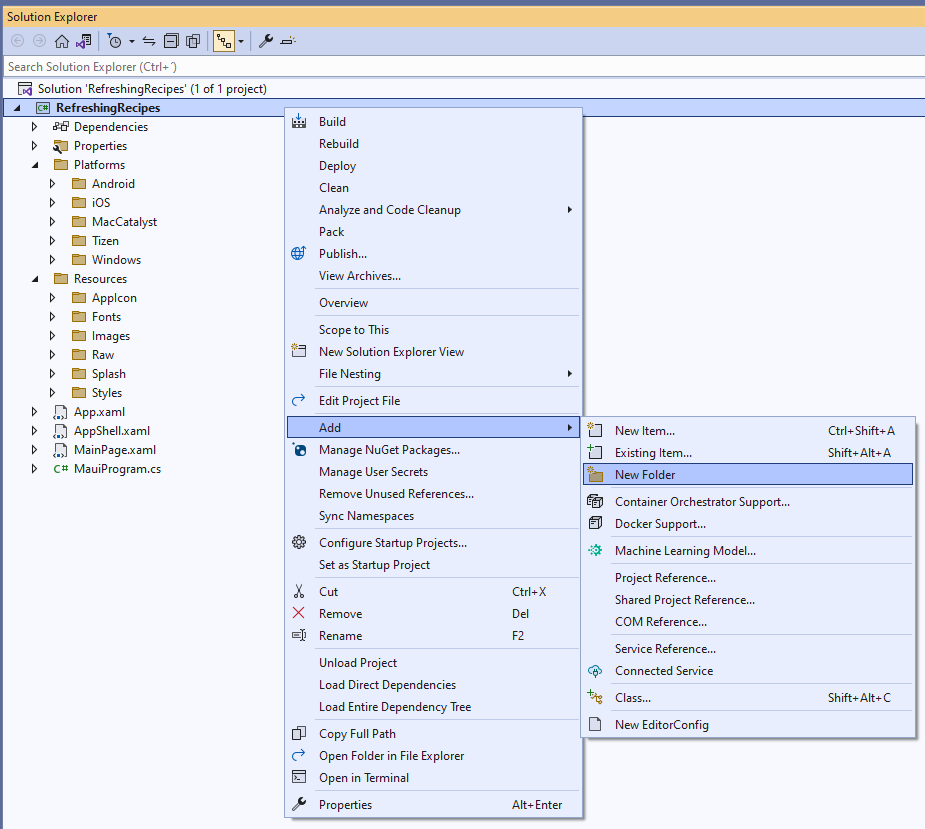 Solution Explorer
Search Solution Explorer (Ctrl+´)
Solution 'RefreshingRecipes' (1 of 1 project)
C# RefreshingRecipes
Dependencies
Properties
Platforms
Android
iOS
MacCatalyst
Tizen
Windows
Resources
AppIcon
Fonts
Images
Raw
Splash
Styles
App.xaml
AppShell.xaml
MainPage.xaml
C# MauiProgram.cs
Build
Rebuild
Deploy
Clean
Analyze and Code Cleanup
Pack
Publish...
View Archives...
Overview
Scope to This
New Solution Explorer View
File Nesting
Edit Project File
Add
Manage NuGet Packages...
Manage User Secrets
Remove Unused References...
Sync Namespaces
Configure Startup Projects...
Set as Startup Project
Cut Ctrl+X
Remove Del
Rename F2
Unload Project
Load Direct Dependencies
Load Entire Dependency Tree
Copy Full Path
Open Folder in File Explorer
Open in Terminal
Properties Alt+Enter
New Item... Ctrl+Shift+A
Existing Item... Shift+Alt+A
New Folder
Container Orchestrator Support...
Docker Support...
Machine Learning Model...
Project Reference...
Shared Project Reference...
COM Reference...
Service Reference...
Connected Service
Class... Shift+Alt+C
New EditorConfig